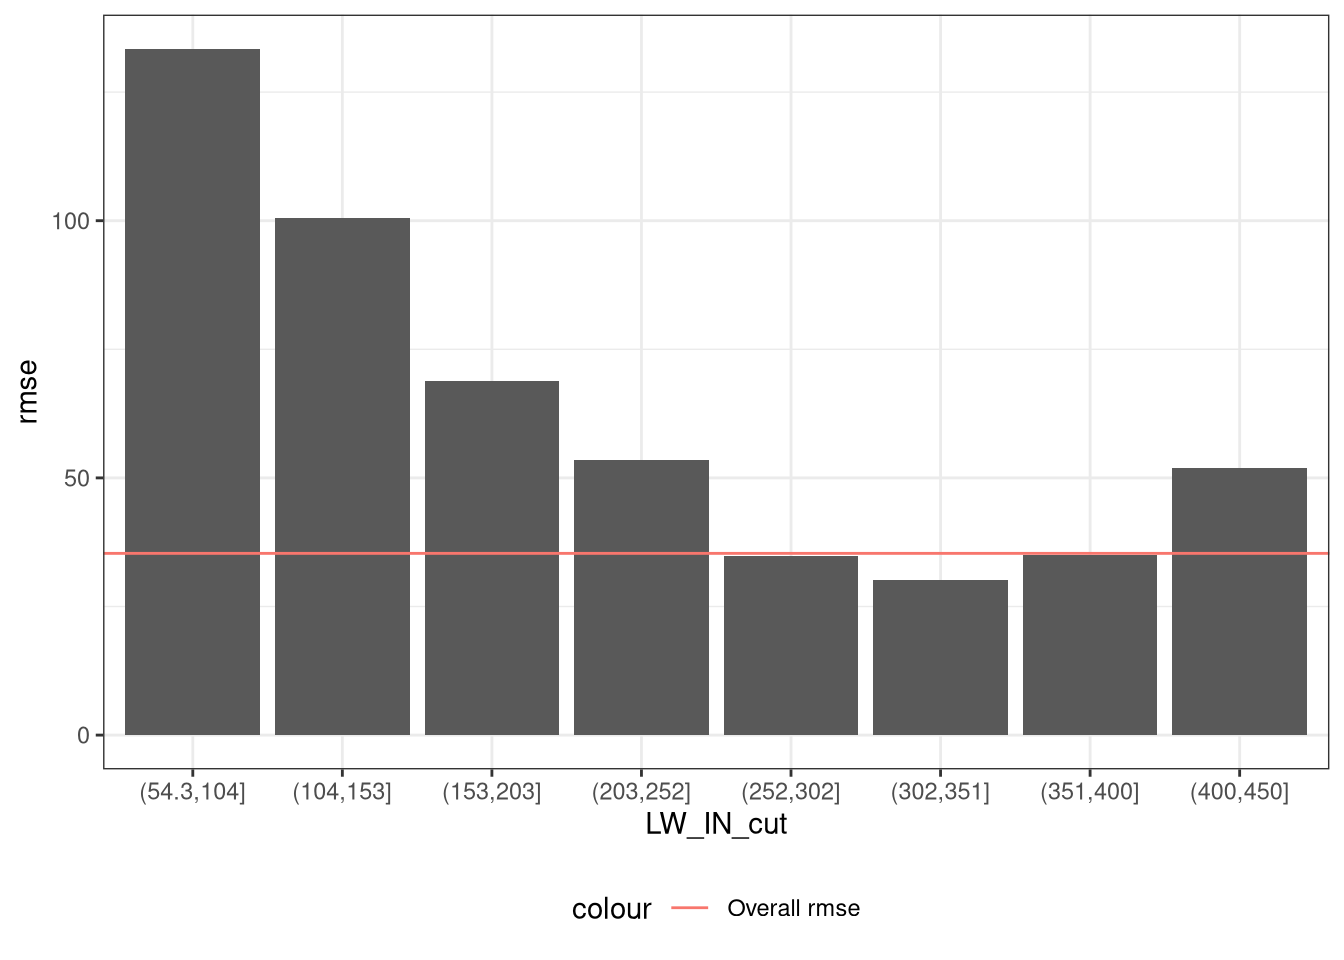 rmse
100
50
0
(54.3,104] (104,153] (153,203] (203,252] (252,302] (302,351] (351,400] (400,450]
LW_IN_cut
colour Overall rmse